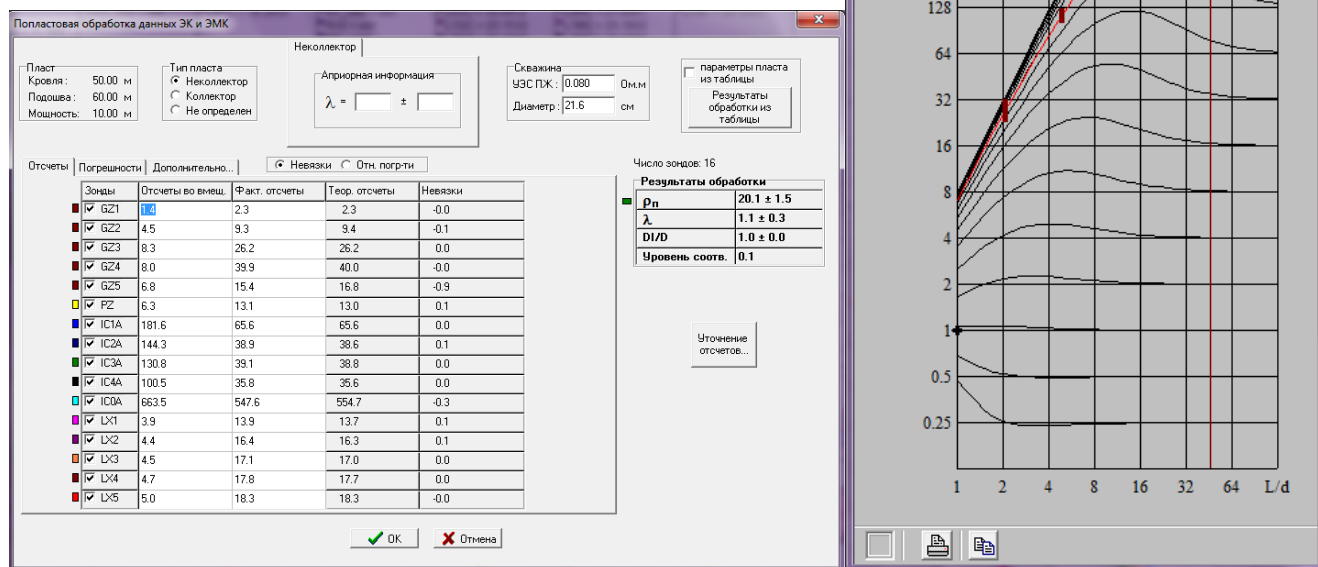 Попластовая обработка данных ЭК и ЭМК
Неколлектор
Пласт
Кровля : 50.00 м
Подошва : 60.00 м
Мощность: 10.00 м
Тип пласта
Неколлектор
Коллектор
Не определен
Априорная информация
λ = ±
Скважина
УЭС ПЖ : 0.080 Ом.м
Диаметр : 21.6 см
параметры пласта
из таблицы
Результаты
обработки из
таблицы
Отсчеты Погрешности Дополнительно... Невязки Отн. погр-ти
Зонды Отсчеты во вмещ. Факт. отсчеты Теор. отсчеты Невязки
GZ1 1.4 2.3 2.3 -0.0
GZ2 4.5 9.3 9.4 -0.1
GZ3 8.3 26.2 26.2 0.0
GZ4 8.0 39.9 40.0 -0.0
GZ5 6.8 15.4 16.8 -0.9
PZ 6.3 13.1 13.0 0.1
IC1A 181.6 65.6 65.6 0.0
IC2A 144.3 38.9 38.6 0.1
IC3A 130.8 39.1 38.8 0.0
IC4A 100.5 35.8 35.6 0.0
IC0A 663.5 547.6 554.7 -0.3
LX1 3.9 13.9 13.7 0.1
LX2 4.4 16.4 16.3 0.1
LX3 4.5 17.1 17.0 0.0
LX4 4.7 17.8 17.7 0.0
LX5 5.0 18.3 18.3 -0.0
Число зондов: 16
Результаты обработки
ρп 20.1 ± 1.5
λ 1.1 ± 0.3
DI/D 1.0 ± 0.0
Уровень соотв. 0.1
Уточнение
отсчетов...
OK Отмена
128
64
32
16
8
4
2
1
0.5
0.25
1 2 4 8 16 32 64 L/d